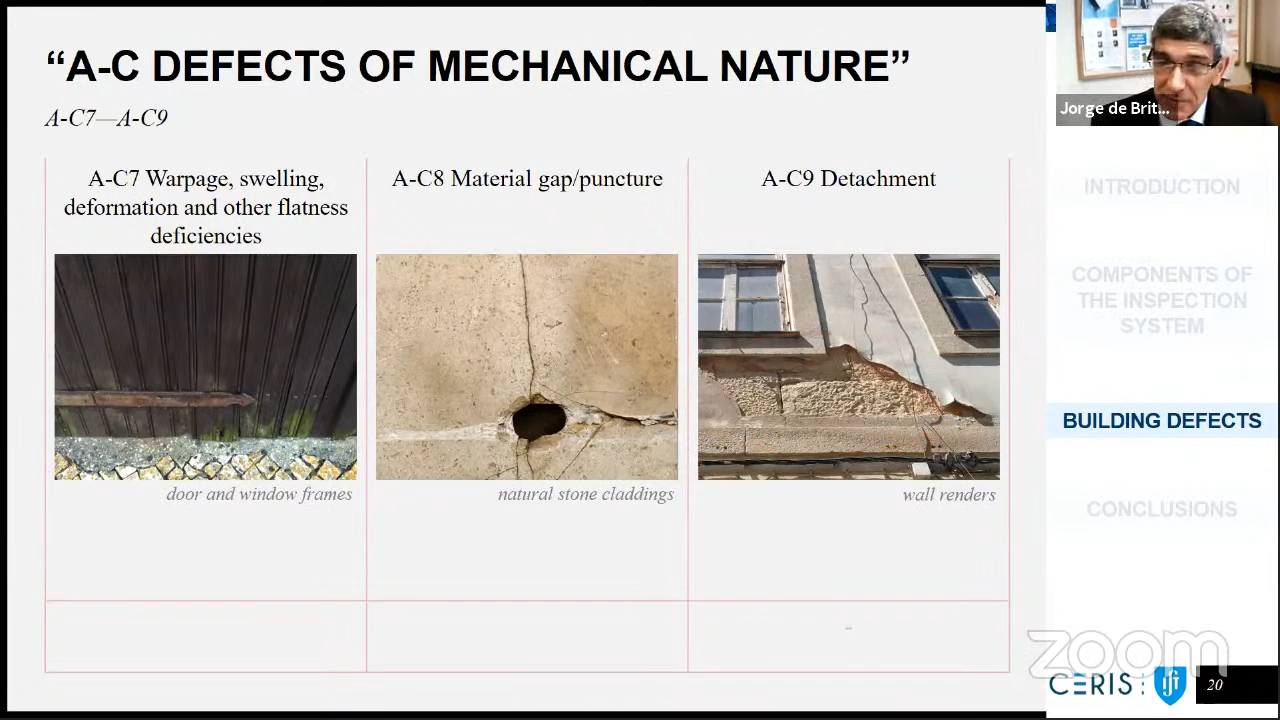 “A-C DEFECTS OF MECHANICAL NATURE”
A-C7—A-C9
A-C7 Warpage, swelling,
deformation and other flatness
deficiencies
door and window frames
A-C8 Material gap/puncture
natural stone claddings
A-C9 Detachment
wall renders
-
Jorge de Brit...
INTRODUCTION
COMPONENTS OF
THE INSPECTION
SYSTEM
BUILDING DEFECTS
CONCLUSIONS
zoom
CERIS
20